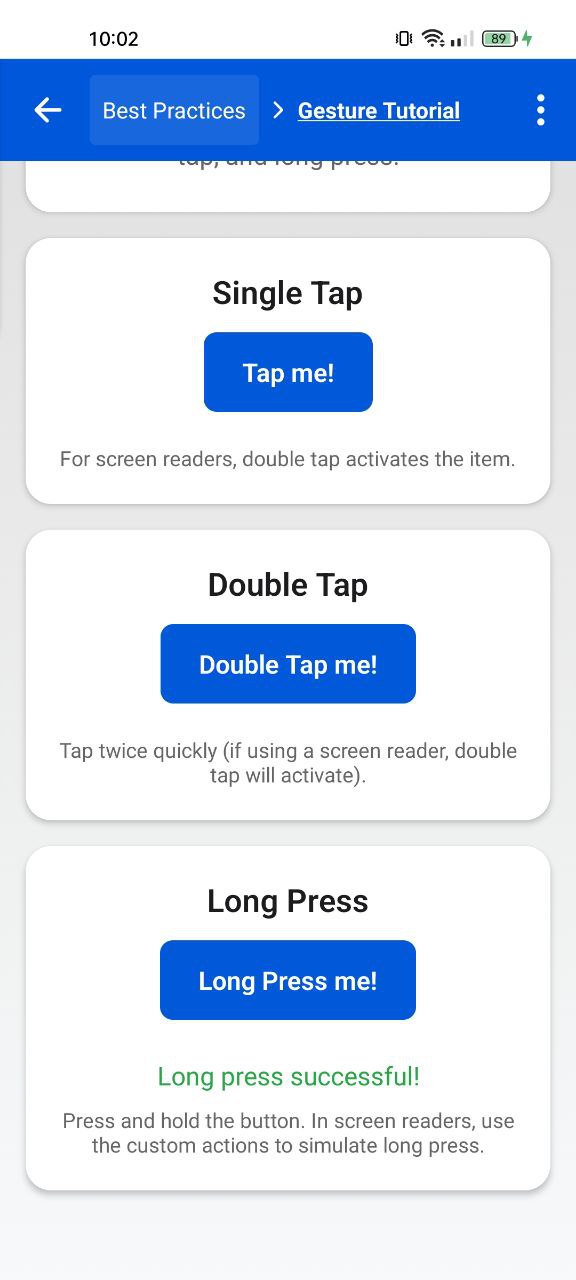 10:02
89
Best Practices > Gesture Tutorial
tap, and long press.
Single Tap
Tap me!
For screen readers, double tap activates the item.
Double Tap
Double Tap me!
Tap twice quickly (if using a screen reader, double
tap will activate).
Long Press
Long Press me!
Long press successful!
Press and hold the button. In screen readers, use
the custom actions to simulate long press.